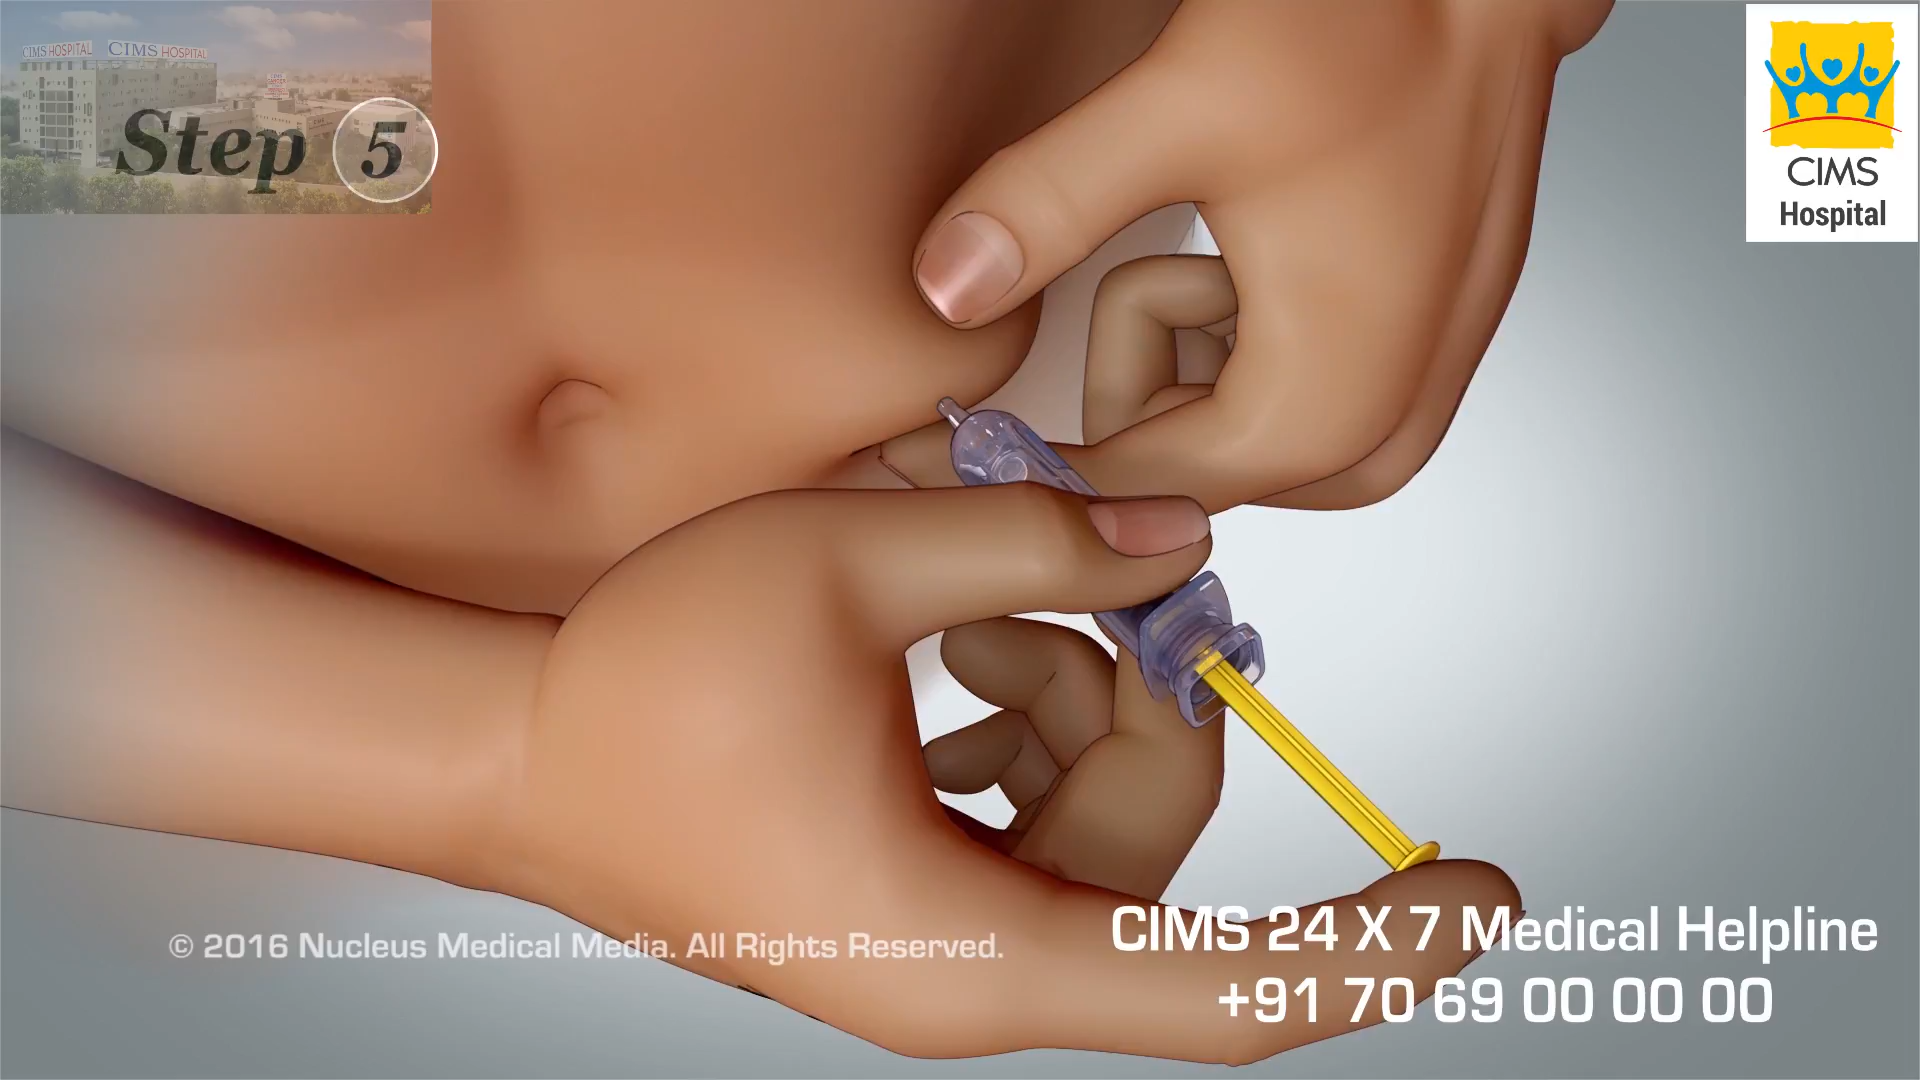 CIMS HOSPITAL CIMS HOSPITAL
Step 5
CIMS
Hospital
© 2016 Nucleus Medical Media. All Rights Reserved.
CIMS 24 X 7 Medical Helpline
+91 70 69 00 00 00